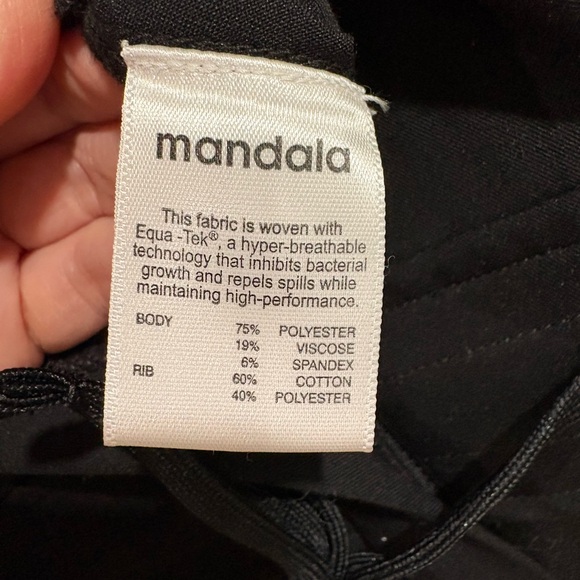 mandala
This fabric is woven with
Equa-Tek®, a hyper-breathable
technology that inhibits bacterial
growth and repels spills while
maintaining high-performance.
BODY 75% POLYESTER
19% VISCOSE
6% SPANDEX
RIB 60% COTTON
40% POLYESTER